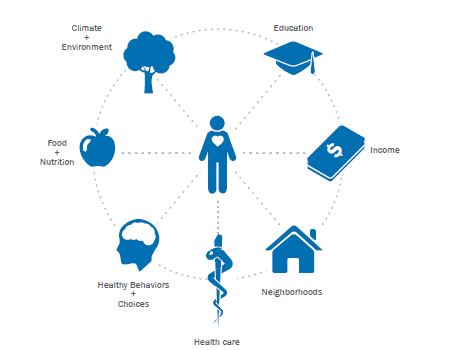 Climate
+
Environment
Education
Food
+
Nutrition
$
Income
Healthy Behaviors
+
Choices
Neighborhoods
Health care